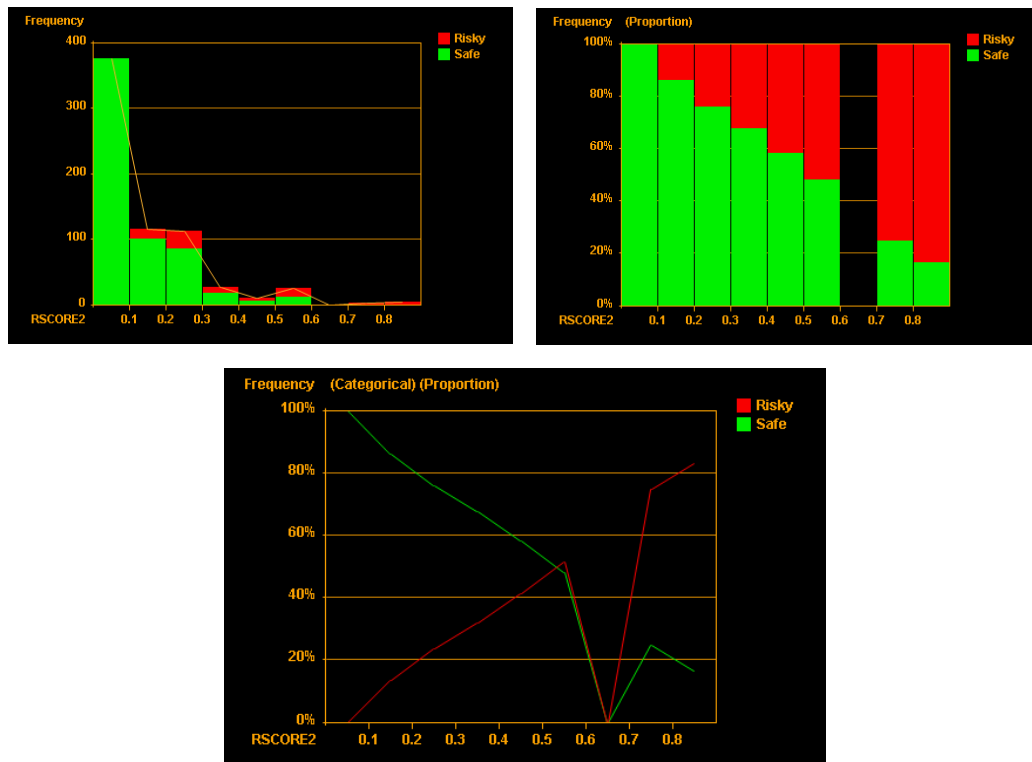 Frequency
Risky
Safe
400
300
200
100
0
RSCORE2 0.1 0.2 0.3 0.4 0.5 0.6 0.7 0.8
Frequency (Proportion)
Risky
Safe
100%
80%
60%
40%
20%
0%
RSCORE2 0.1 0.2 0.3 0.4 0.5 0.6 0.7 0.8
Frequency (Categorical) (Proportion)
Risky
Safe
100%
80%
60%
40%
20%
0%
RSCORE2 0.1 0.2 0.3 0.4 0.5 0.6 0.7 0.8